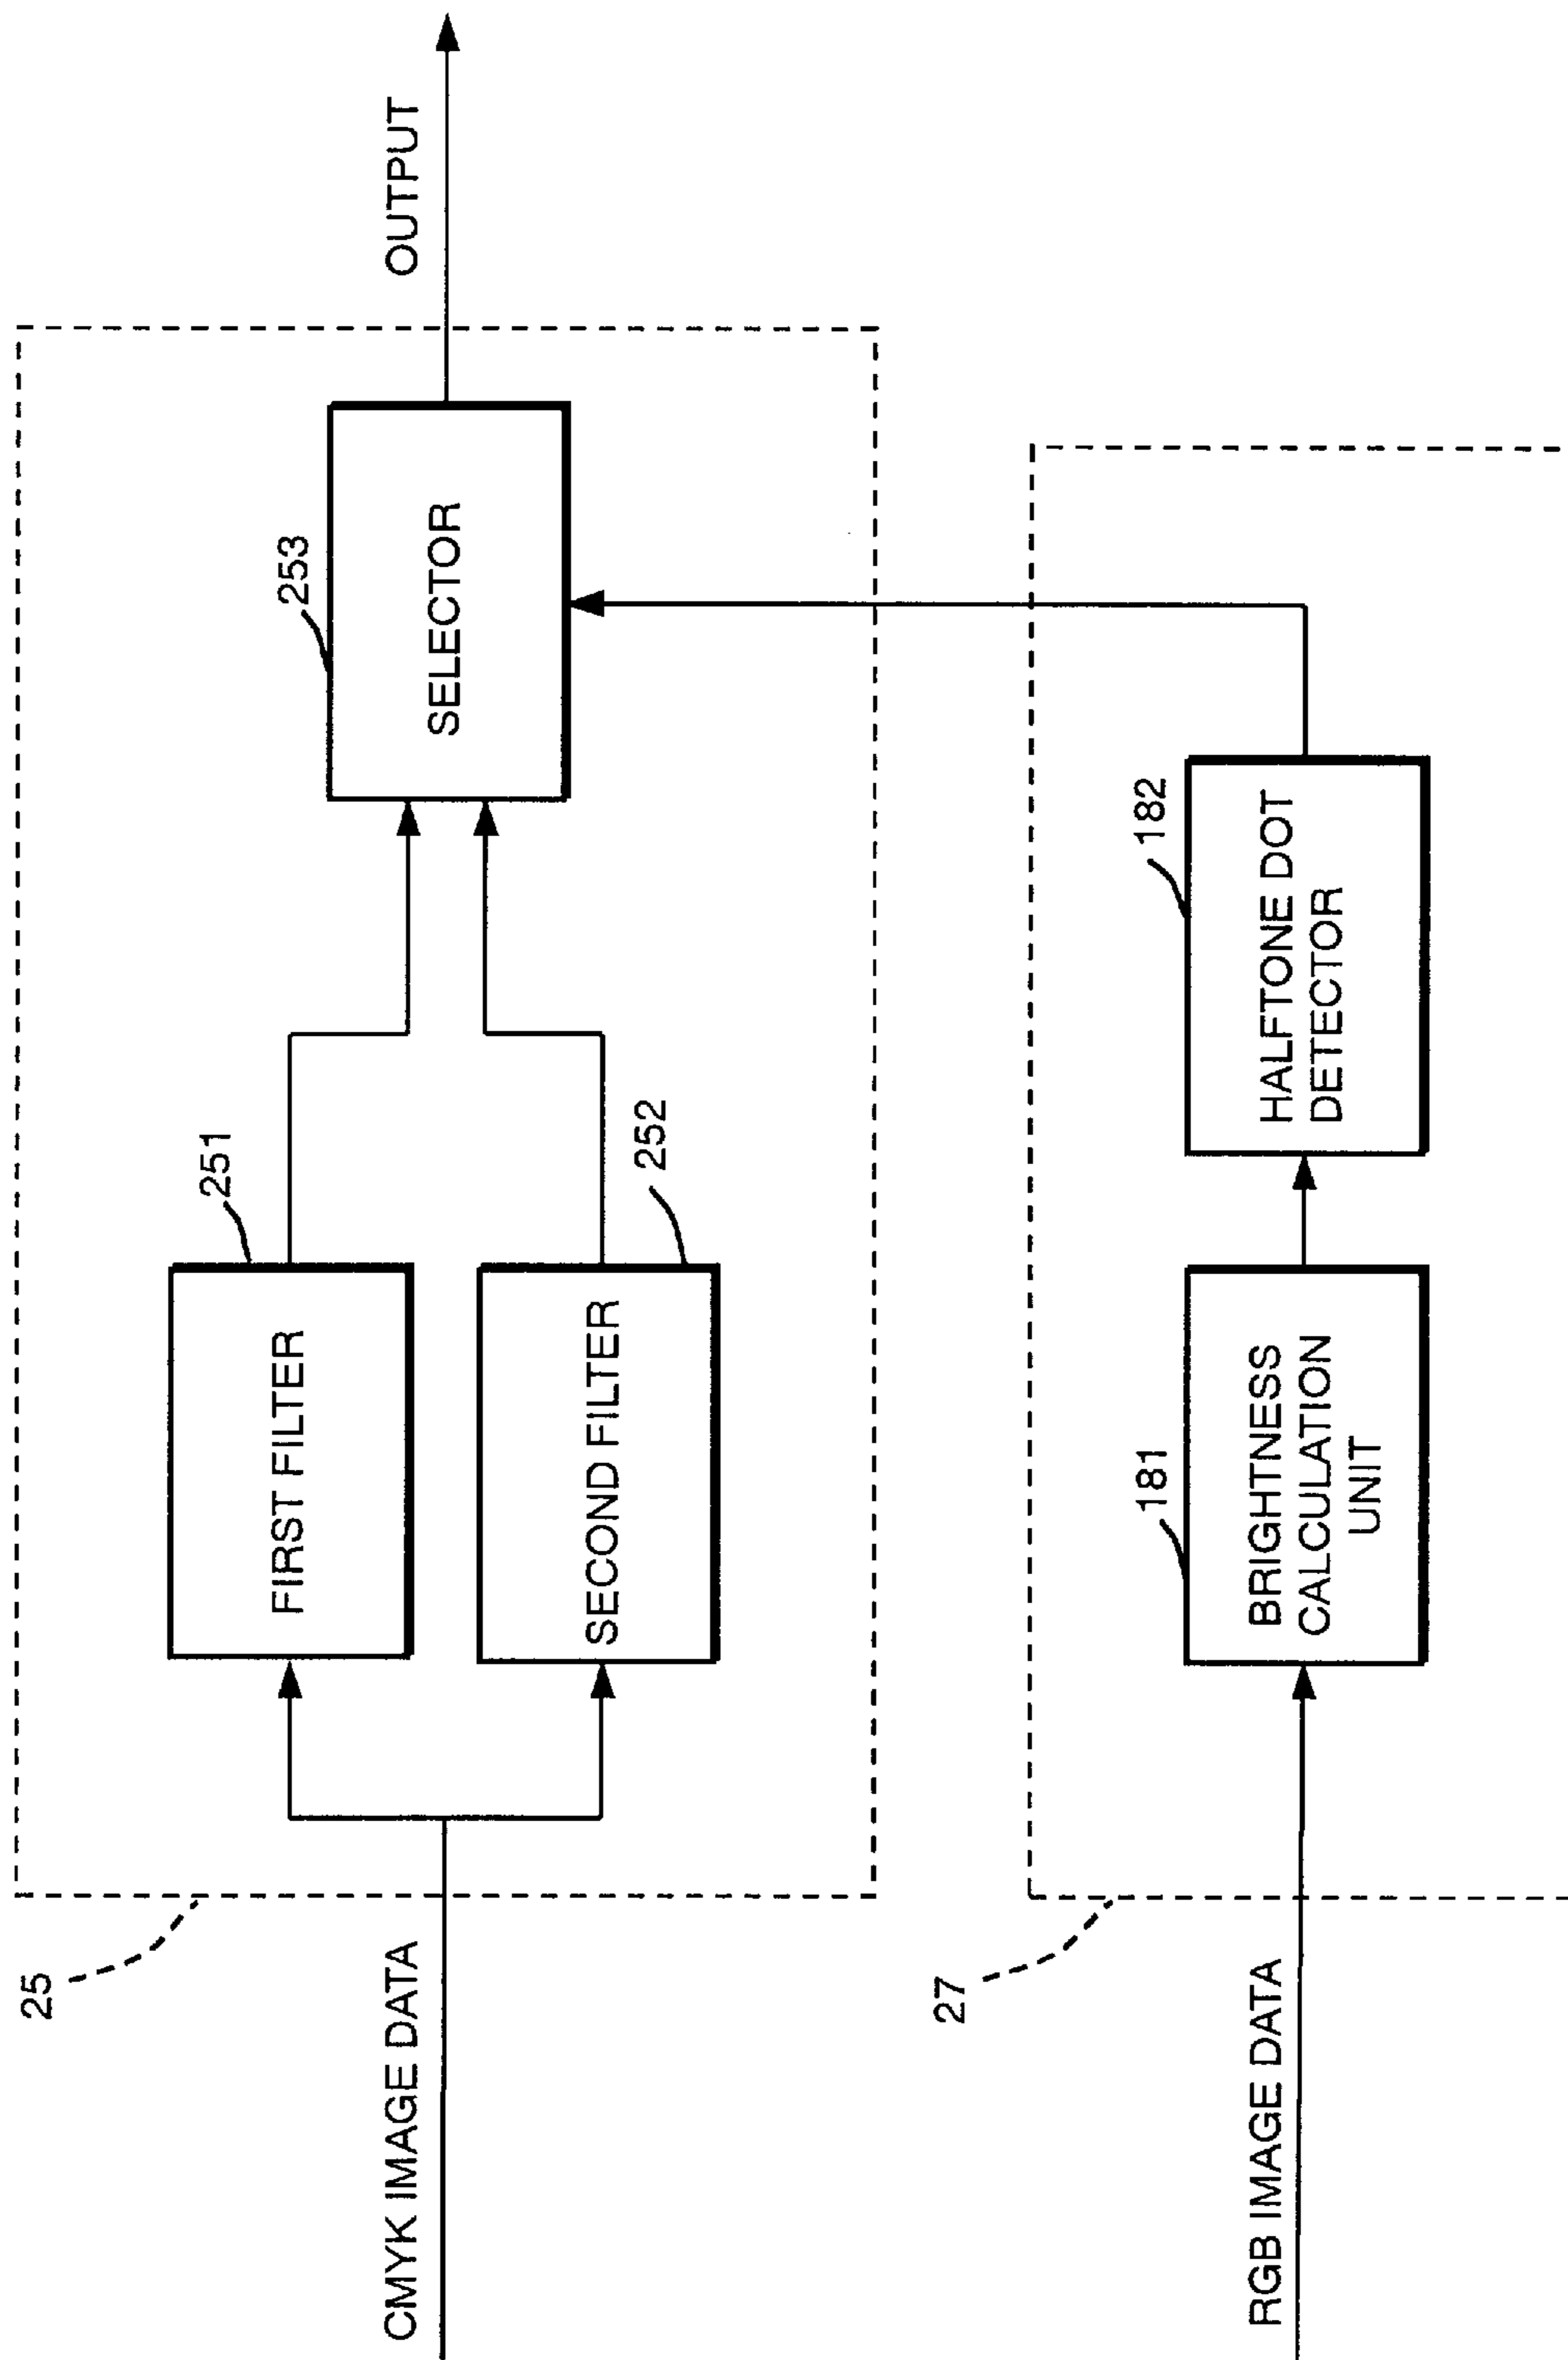 25
CMYK IMAGE DATA
251
FIRST FILTER
252
SECOND FILTER
253
SELECTOR
OUTPUT
27
RGB IMAGE DATA
181
BRIGHTNESS
CALCULATION
UNIT
182
HALFTONE DOT
DETECTOR